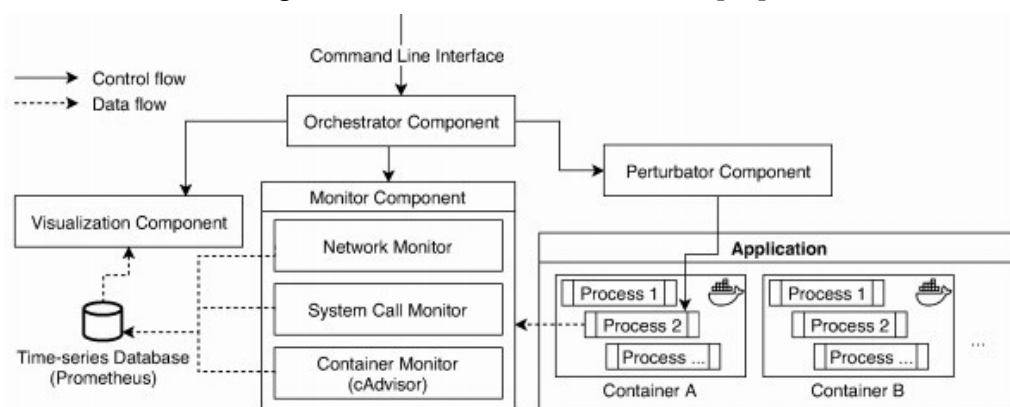 Command Line Interface
Control flow
Data flow
Orchestrator Component
Perturbator Component
Visualization Component
Monitor Component
Network Monitor
System Call Monitor
Container Monitor
(cAdvisor)
Time-series Database
(Prometheus)
Application
Process 1
Process 2
Process ...
Container A
Process 1
Process 2
Process ...
Container B
...